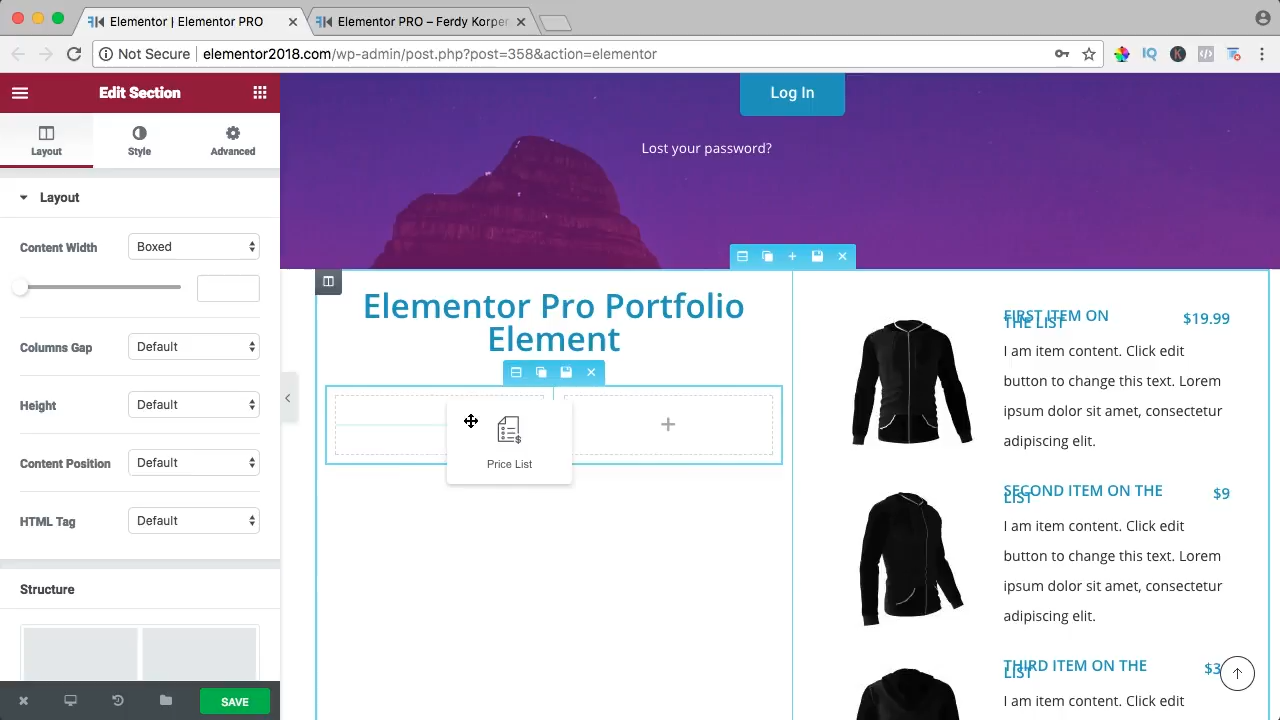 Elementor | Elementor PRO
Elementor PRO – Ferdy Korper
Not Secure
elementor2018.com/wp-admin/post.php?post=358&action=elementor
Edit Section
Layout
Style
Advanced
Layout
Content Width
Boxed
Columns Gap
Default
Height
Default
Content Position
Default
HTML Tag
Default
Structure
SAVE
Log In
Lost your password?
Elementor Pro Portfolio
Element
Price List
FIRST ITEM ON
THE LIST
$19.99
I am item content. Click edit
button to change this text. Lorem
ipsum dolor sit amet, consectetur
adipiscing elit.
SECOND ITEM ON THE
LIST
$9
I am item content. Click edit
button to change this text. Lorem
ipsum dolor sit amet, consectetur
adipiscing elit.
THIRD ITEM ON THE
LIST
I am item content. Click edit